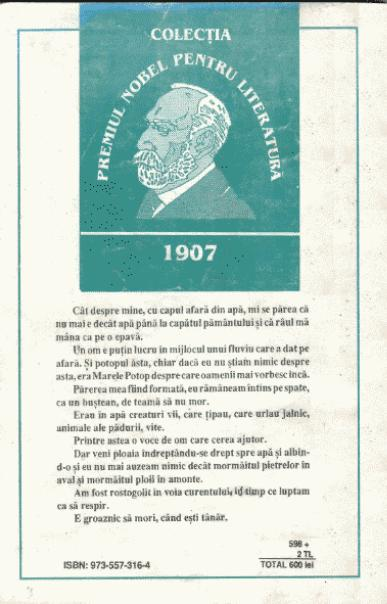 COLECȚIA
PREMIUL NOBEL PENTRU LITERATURĂ
1907
Cât despre mine, cu capul afară din apă, mi se părea că
nu mai e decât apă până la capătul pământului și că râul mă
mâna ca pe o epavă.
Un om e puțin lucru în mijlocul unui fluviu care a dat pe
afară. Și potopul ăsta, chiar dacă eu nu știam nimic despre
asta, era Marele Potop despre care oamenii mai vorbesc încă.
Părerea mea fiind formată, eu rămâneam întins pe spate,
ca un buștean, de teamă să nu mor.
Erau în apă creaturi vii, care țipau, care urlau jalnic,
animale ale pădurii, vite.
Printre astea o voce de om care cerea ajutor.
Dar veni ploaia îndreptându-se drept spre apă și albin-
d-o și eu nu mai auzeam nimic decât mormăitul pietrelor în
aval și mormăitul ploii în amonte.
Am fost rostogolit în voia curentului, timp ce luptam
ca să respir.
E groaznic să mori, când ești tânăr.
598 +
2 TL
ISBN: 973-557-316-4 TOTAL 600 lei